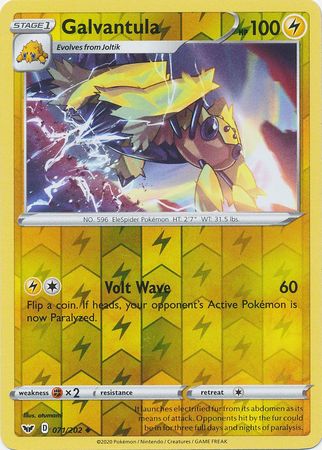 STAGE 1
Galvantula
HP 100
Evolves from Joltik
NO. 596 EleSpider Pokémon HT: 2'7" WT: 31.5 lbs.
Volt Wave 60
Flip a coin. If heads, your opponent's Active Pokémon is
now Paralyzed.
weakness ×2 resistance retreat
Illus. otumami
D 071/202
It launches electrified fur from its abdomen as its
means of attack. Opponents hit by the fur could
be in for three full days and nights of paralysis.
©2020 Pokémon / Nintendo / Creatures / GAME FREAK